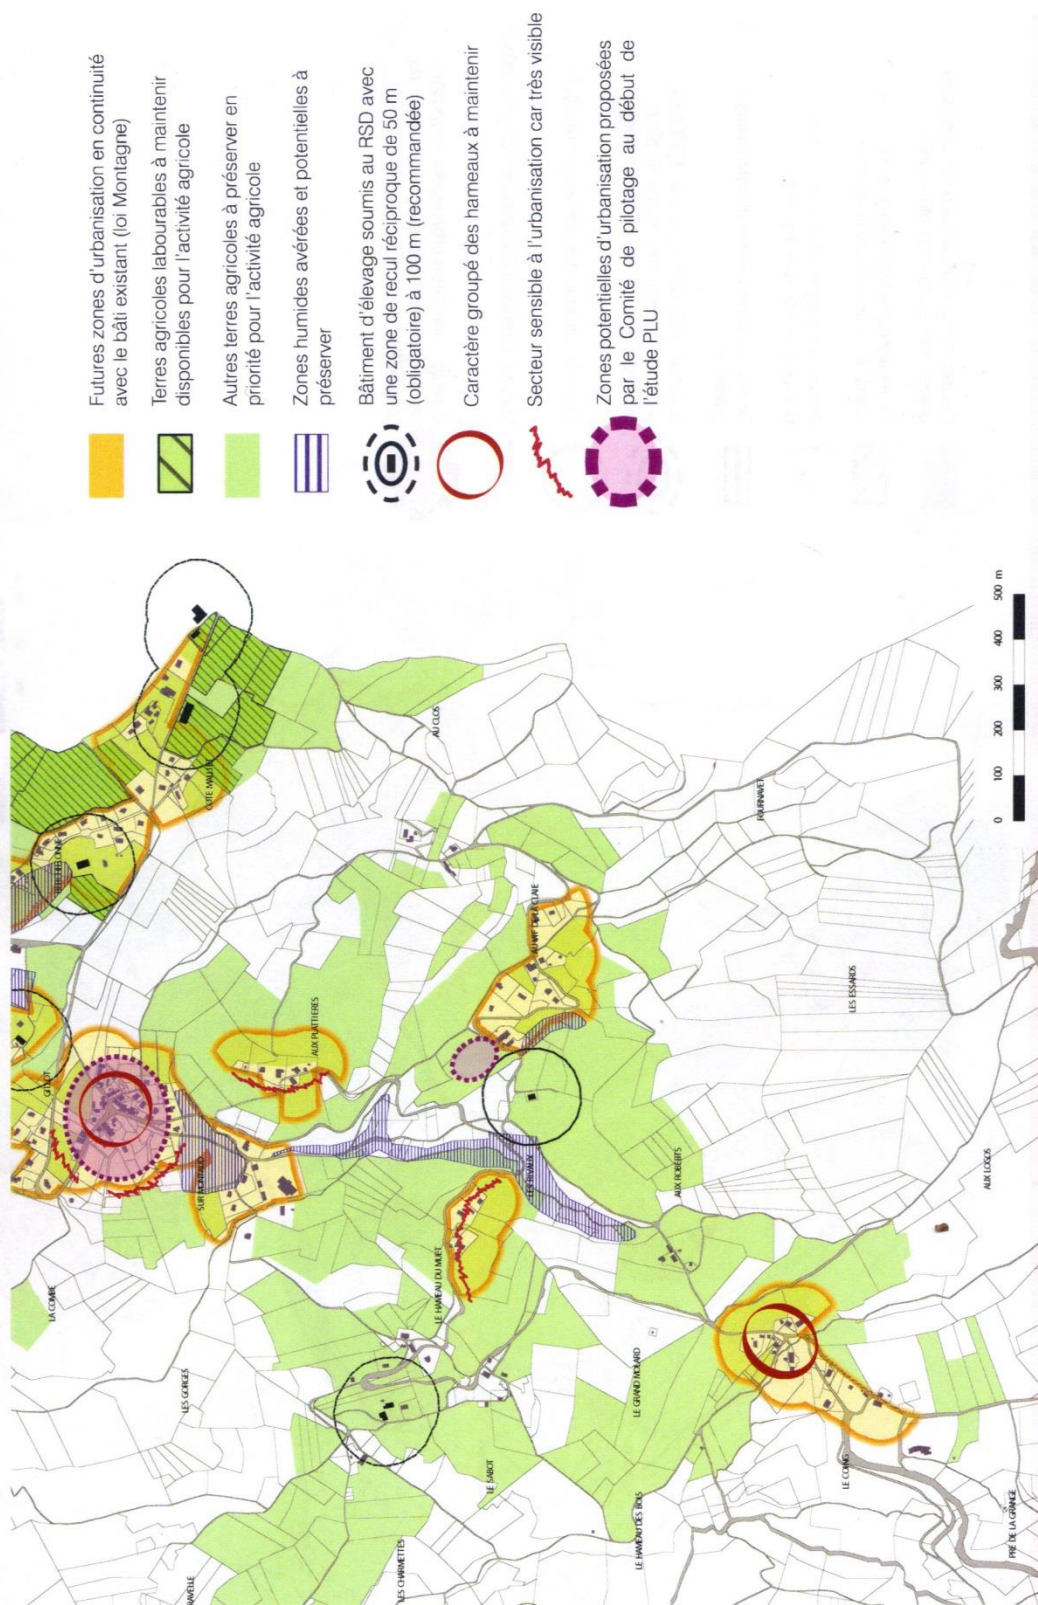 Futures zones d'urbanisation en continuité
avec le bâti existant (loi Montagne)
Terres agricoles labourables à maintenir
disponibles pour l'activité agricole
Autres terres agricoles à préserver en
priorité pour l'activité agricole
Zones humides avérées et potentielles à
préserver
Bâtiment d'élevage soumis au RSD avec
une zone de recul réciproque de 50 m
(obligatoire) à 100 m (recommandée)
Caractère groupé des hameaux à maintenir
Secteur sensible à l'urbanisation car très visible
Zones potentielles d'urbanisation proposées
par le Comité de pilotage au début de
l'étude PLU
AU CLOS
FOURNAVET
AUX PLATTIERES
LES ESSARDS
SUR MONTAUX
LA COMBE
LES GORGES
LE HAMEAU DU MUET
AUX ROBERTS
AUX LOGOS
LE GRAND MOLARD
LE SABOT
LES CHARMETTES
LE HAMEAU DES BOIS
LE COING
PRE DE LA GRANGE
0 100 200 300 400 500 m